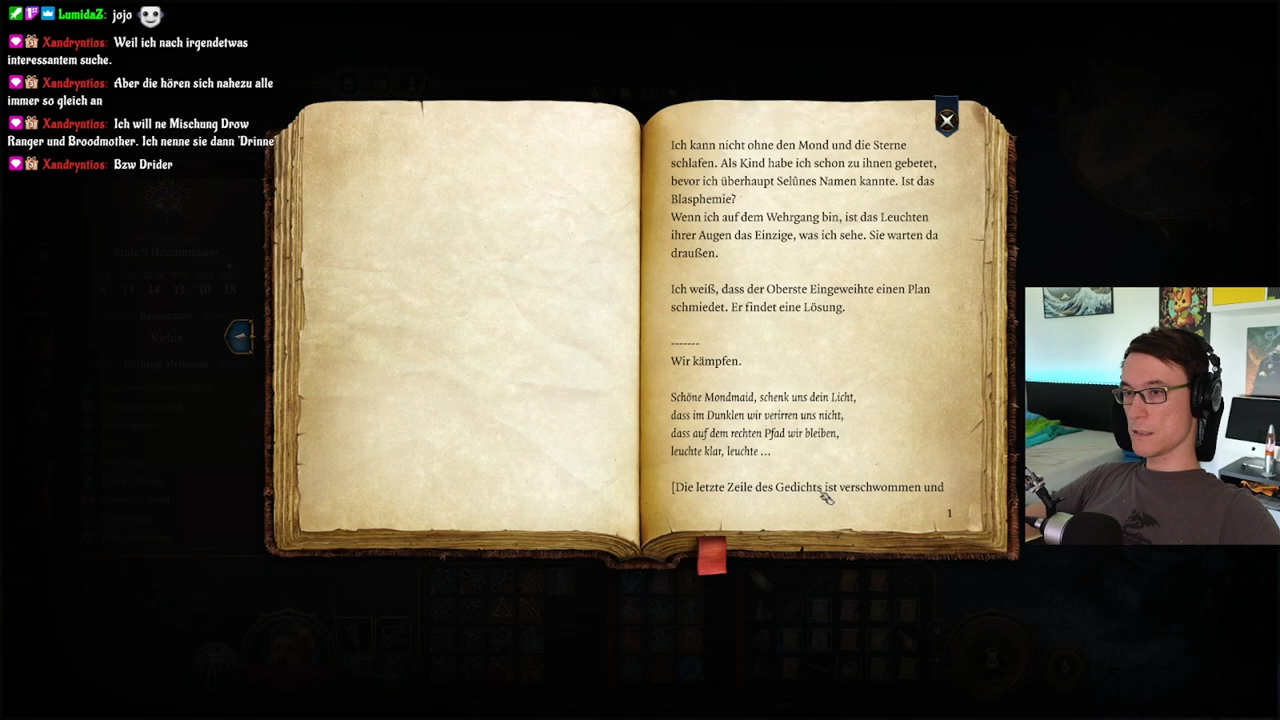 LumidaZ: jojo
Xandryntios: Weil ich nach irgendetwas
interessantem suche.
Xandryntios: Aber die hören sich nahezu alle
immer so gleich an
Xandryntios: Ich will ne Mischung Drow
Ranger und Broodmother. Ich nenne sie dann 'Drinne'
Xandryntios: Bzw Drider
Ich kann nicht ohne den Mond und die Sterne
schlafen. Als Kind habe ich schon zu ihnen gebetet,
bevor ich überhaupt Selûnes Namen kannte. Ist das
Blasphemie?
Wenn ich auf dem Wehrgang bin, ist das Leuchten
ihrer Augen das Einzige, was ich sehe. Sie warten da
draußen.
Ich weiß, dass der Oberste Eingeweihte einen Plan
schmiedet. Er findet eine Lösung.
-------
Wir kämpfen.
Schöne Mondmaid, schenk uns dein Licht,
dass im Dunklen wir verirren uns nicht,
dass auf dem rechten Pfad wir bleiben,
leuchte klar, leuchte ...
[Die letzte Zeile des Gedichts ist verschwommen und
1